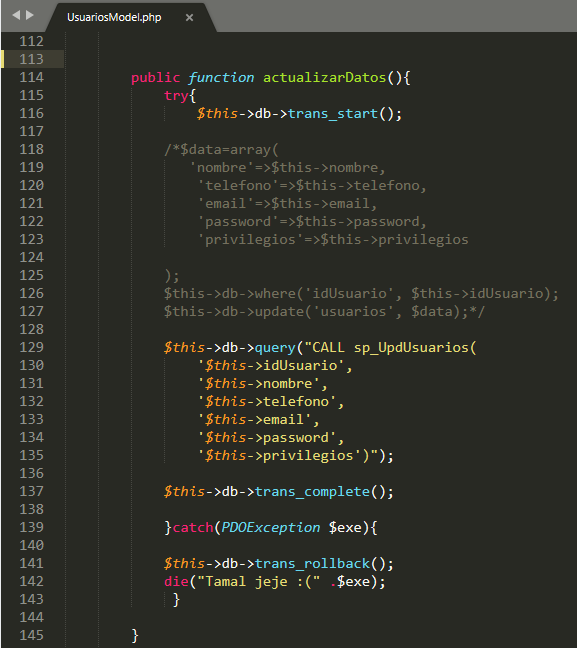 UsuariosModel.php ×
112
113
114 public function actualizarDatos(){
115 try{
116 $this->db->trans_start();
117
118 /*$data=array(
119 'nombre'=>$this->nombre,
120 'telefono'=>$this->telefono,
121 'email'=>$this->email,
122 'password'=>$this->password,
123 'privilegios'=>$this->privilegios
124
125 );
126 $this->db->where('idUsuario', $this->idUsuario);
127 $this->db->update('usuarios', $data);*/
128
129 $this->db->query("CALL sp_UpdUsuarios(
130 '$this->idUsuario',
131 '$this->nombre',
132 '$this->telefono',
133 '$this->email',
134 '$this->password',
135 '$this->privilegios')");
136
137 $this->db->trans_complete();
138
139 }catch(PDOException $exe){
140
141 $this->db->trans_rollback();
142 die("Tamal jeje :(" .$exe);
143 }
144
145 }